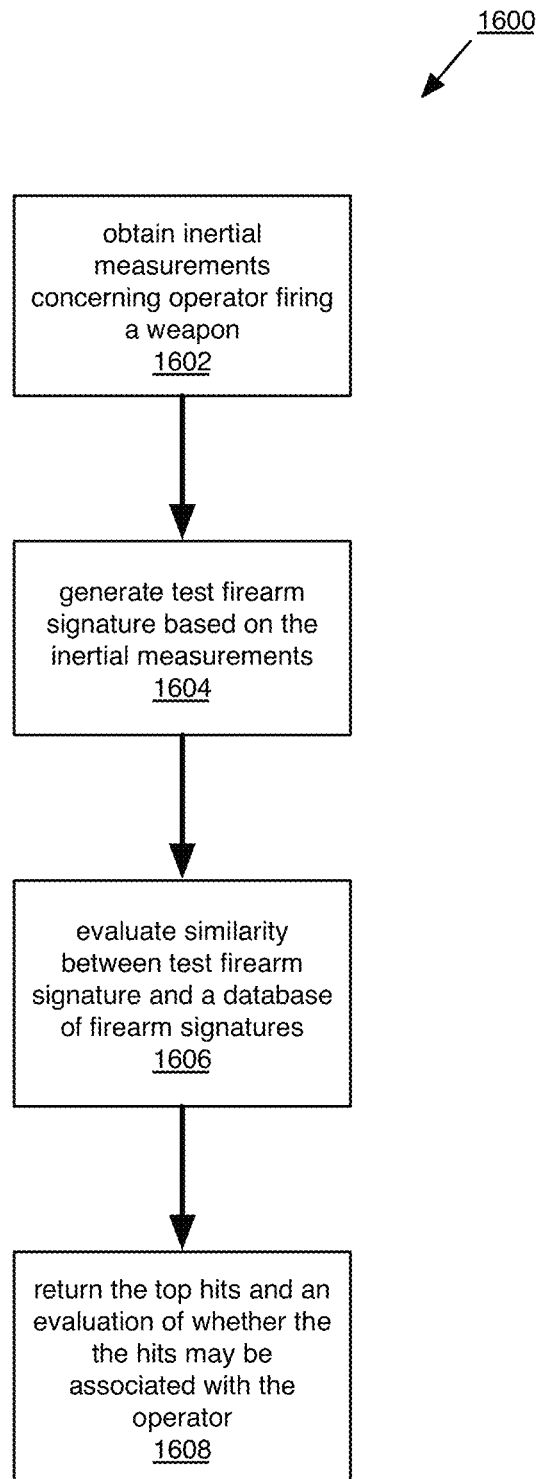 1600
obtain inertial
measurements
concerning operator firing
a weapon
1602
generate test firearm
signature based on the
inertial measurements
1604
evaluate similarity
between test firearm
signature and a database
of firearm signatures
1606
return the top hits and an
evaluation of whether the
the hits may be
associated with the
operator
1608